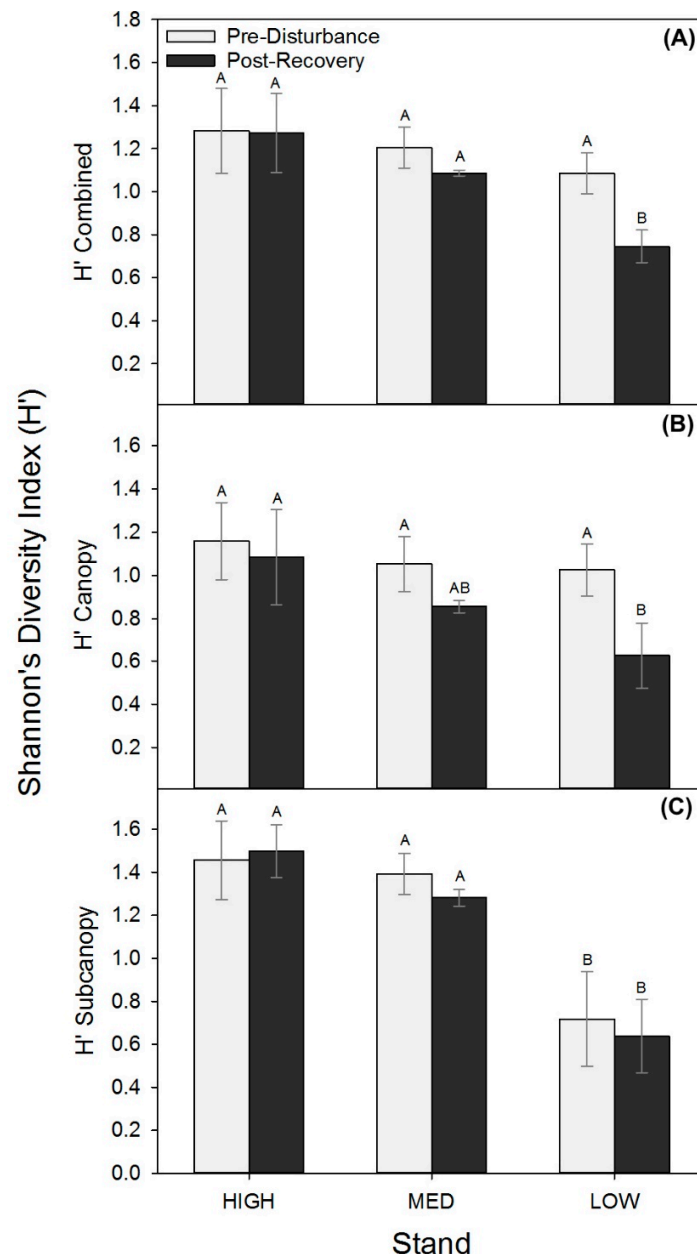 Shannon's Diversity Index (H')
H' Combined
1.8
1.6
1.4
1.2
1.0
0.8
0.6
0.4
0.2
Pre-Disturbance
Post-Recovery
(A)
A A A A A B
H' Canopy
1.6
1.4
1.2
1.0
0.8
0.6
0.4
0.2
(B)
A A A AB A B
H' Subcanopy
1.6
1.4
1.2
1.0
0.8
0.6
0.4
0.2
0.0
(C)
A A A A B B
HIGH MED LOW
Stand